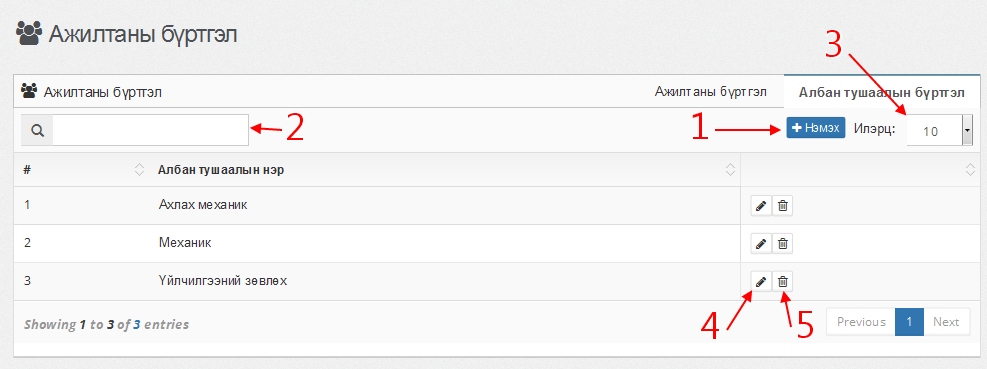 Ажилтаны бүртгэл
3
Ажилтаны бүртгэл Ажилтаны бүртгэл Албан тушаалын бүртгэл
2 1 Нэмэх Илэрц: 10
# Албан тушаалын нэр
1 Ахлах механик
2 Механик
3 Үйлчилгээний зөвлөх
4 5
Showing 1 to 3 of 3 entries Previous 1 Next